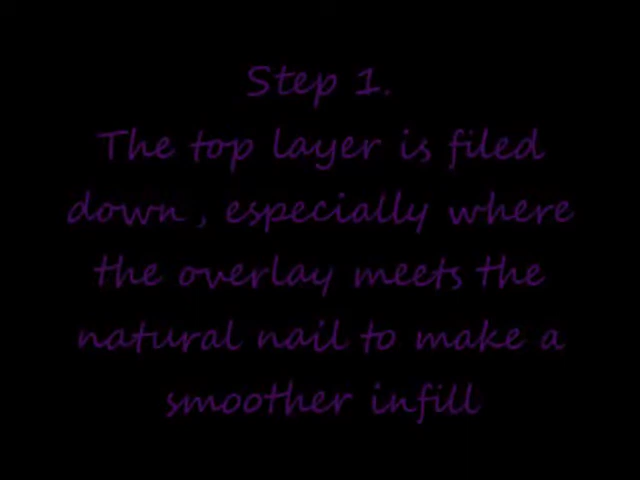 Step 1.
The top layer is filed
down , especially where
the overlay meets the
natural nail to make a
smoother infill